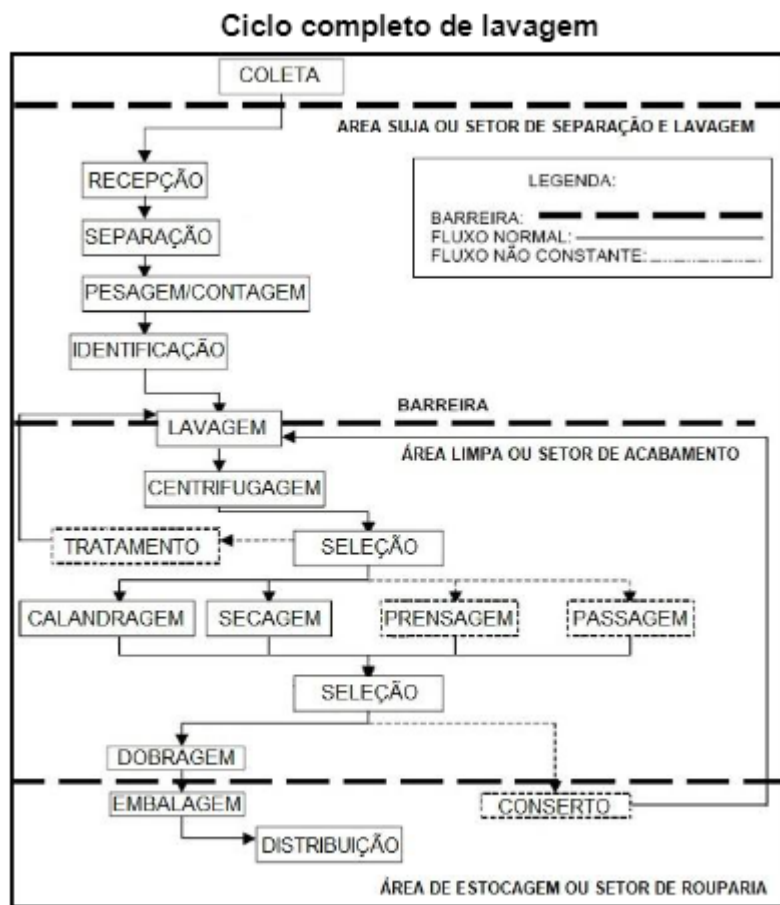 Ciclo completo de lavagem
COLETA
AREA SUJA OU SETOR DE SEPARAÇÃO E LAVAGEM
RECEPÇÃO
LEGENDA:
BARREIRA:
FLUXO NORMAL:
FLUXO NÃO CONSTANTE:
SEPARAÇÃO
PESAGEM/CONTAGEM
IDENTIFICAÇÃO
BARREIRA
LAVAGEM
ÁREA LIMPA OU SETOR DE ACABAMENTO
CENTRIFUGAGEM
TRATAMENTO
SELEÇÃO
CALANDRAGEM
SECAGEM
PRENSAGEM
PASSAGEM
SELEÇÃO
DOBRAGEM
EMBALAGEM
CONSERTO
DISTRIBUIÇÃO
ÁREA DE ESTOCAGEM OU SETOR DE ROUPARIA